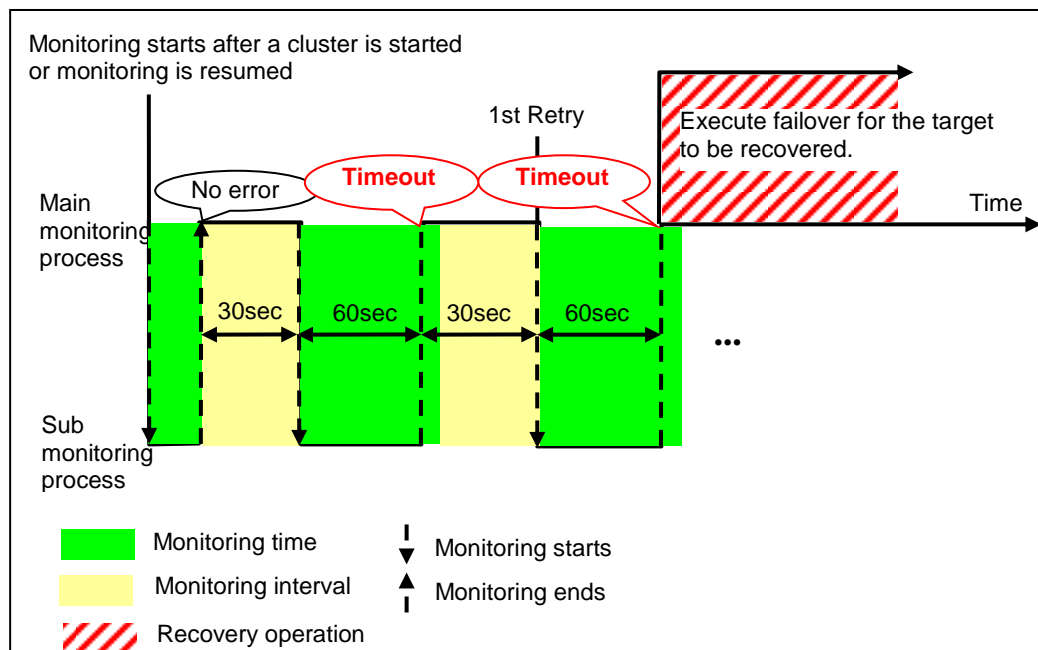 Monitoring starts after a cluster is started
or monitoring is resumed
1st Retry
Execute failover for the target
to be recovered.
No error
Timeout
Timeout
Main
monitoring
process
Time
30sec
60sec
30sec
60sec
...
Sub
monitoring
process
Monitoring time
Monitoring starts
Monitoring interval
Monitoring ends
Recovery operation